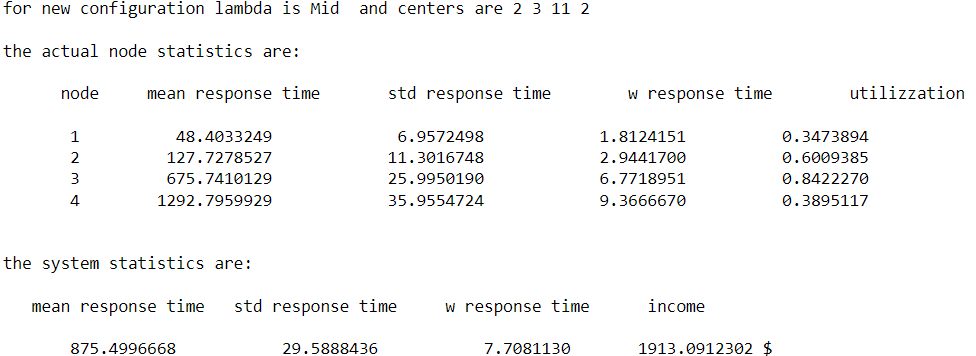 for new configuration lambda is Mid  and centers are 2 3 11 2
the actual node statistics are:
node mean response time std response time w response time utilizzation
1 48.4033249 6.9572498 1.8124151 0.3473894
2 127.7278527 11.3016748 2.9441700 0.6009385
3 675.7410129 25.9950190 6.7718951 0.8422270
4 1292.7959929 35.9554724 9.3666670 0.3895117
the system statistics are:
mean response time std response time w response time income
875.4996668 29.5888436 7.7081130 1913.0912302 $